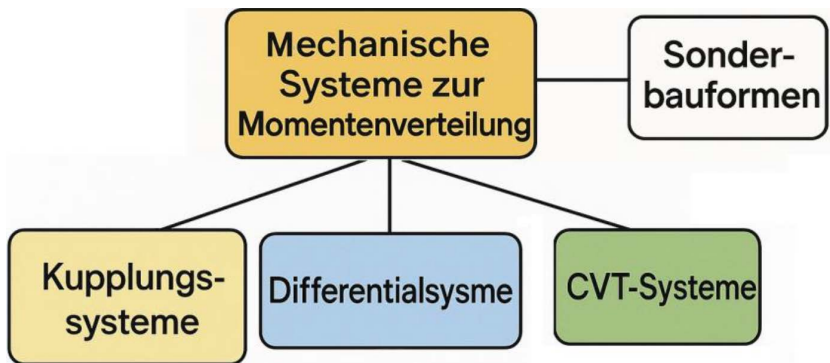 Mechanische
Systeme zur
Momentenverteilung
Sonder-
bauformen
Kupplungs-
systeme
Differentialsysme
CVT-Systeme